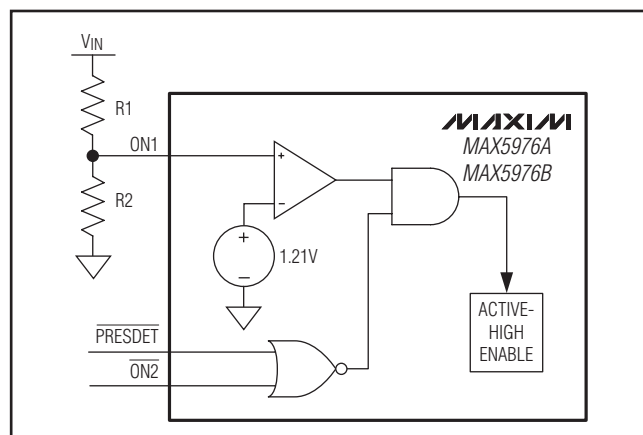 VIN
R1
ON1
R2
MAXIM
MAX5976A
MAX5976B
+
−
+
−
1.21V
PRESDET
ON2
ACTIVE-
HIGH
ENABLE